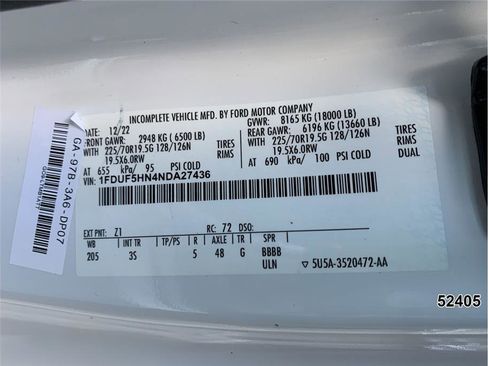 INCOMPLETE VEHICLE MFD. BY FORD MOTOR COMPANY
DATE: 12/22 GVWR: 8165 KG (18000 LB)
FRONT GAWR: 2948 KG (6500 LB) REAR GAWR: 6196 KG (13660 LB)
WITH 225/70R19.5G 128/126N TIRES WITH 225/70R19.5G 128/126N TIRES
19.5X6.0RW RIMS 19.5X6.0RW RIMS
AT 655 kPa/ 95 PSI COLD AT 690 kPa/ 100 PSI COLD DUAL
VIN: 1FDUF5HN4NDA27436
EXT PNT: Z1 RC: 72 DSO:
WB INT TR TP/PS R AXLE TR SPR
205 3S 5 48 G BBBB
ULN ▽ 5U5A-3520472-AA
GA-97B-3A6-DP07
52405